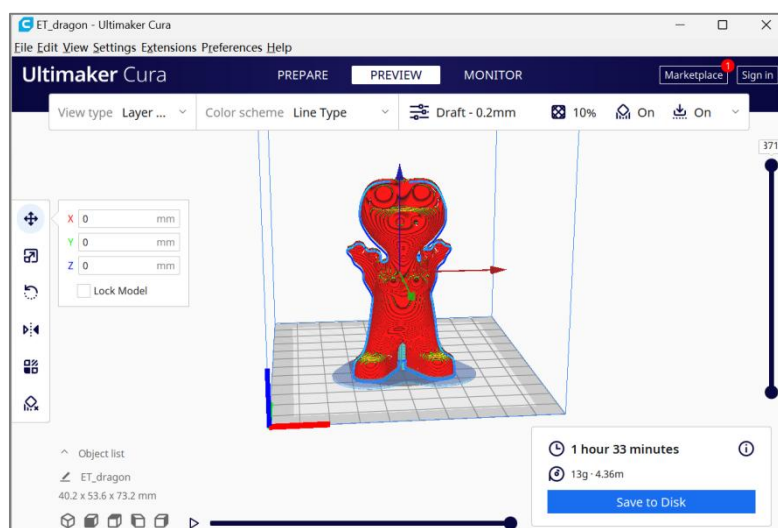 ET_dragon - Ultimaker Cura
File Edit View Settings Extensions Preferences Help
Ultimaker Cura PREPARE PREVIEW MONITOR Marketplace 1 Sign in
View type Layer ... Color scheme Line Type Draft - 0.2mm 10% On On
371
X 0 mm
Y 0 mm
Z 0 mm
Lock Model
Object list
ET_dragon
40.2 x 53.6 x 73.2 mm
1 hour 33 minutes
13g · 4.36m
Save to Disk